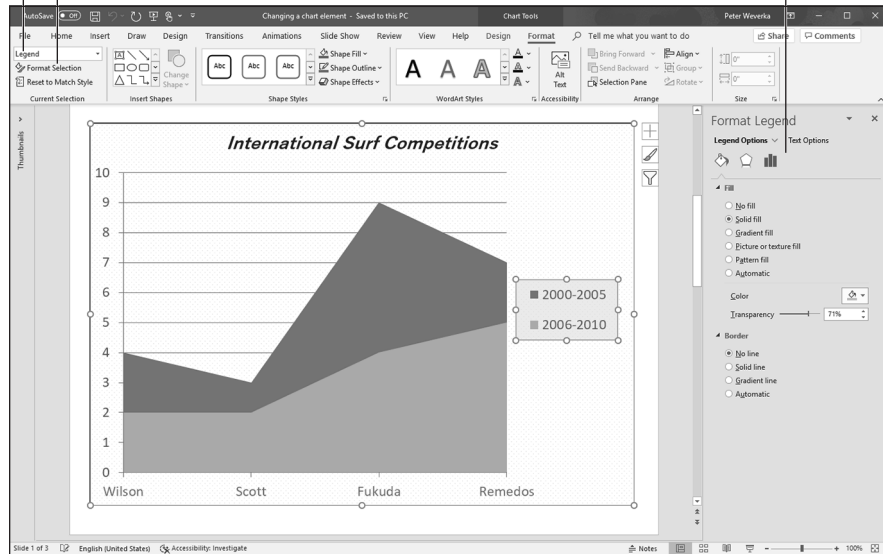 AutoSave Off Changing a chart element - Saved to this PC Chart Tools Peter Weverka
File Home Insert Draw Design Transitions Animations Slide Show Review View Help Design Format Tell me what you want to do Share Comments
Legend
Format Selection
Reset to Match Style
Current Selection
Change
Shape
Insert Shapes
Abc Abc Abc
Shape Fill
Shape Outline
Shape Effects
Shape Styles
A A A
A
A
A
WordArt Styles
Alt
Text
Accessibility
Bring Forward Align
Send Backward Group
Selection Pane Rotate
Arrange
0"
0"
Size
Thumbnails
International Surf Competitions
10
9
8
7
6
5
4
3
2
1
0
Wilson Scott Fukuda Remedos
2000-2005
2006-2010
Format Legend
Legend Options Text Options
Fill
No fill
Solid fill
Gradient fill
Picture or texture fill
Pattern fill
Automatic
Color
Transparency 71%
Border
No line
Solid line
Gradient line
Automatic
Slide 1 of 3 English (United States) Accessibility: Investigate Notes 100%